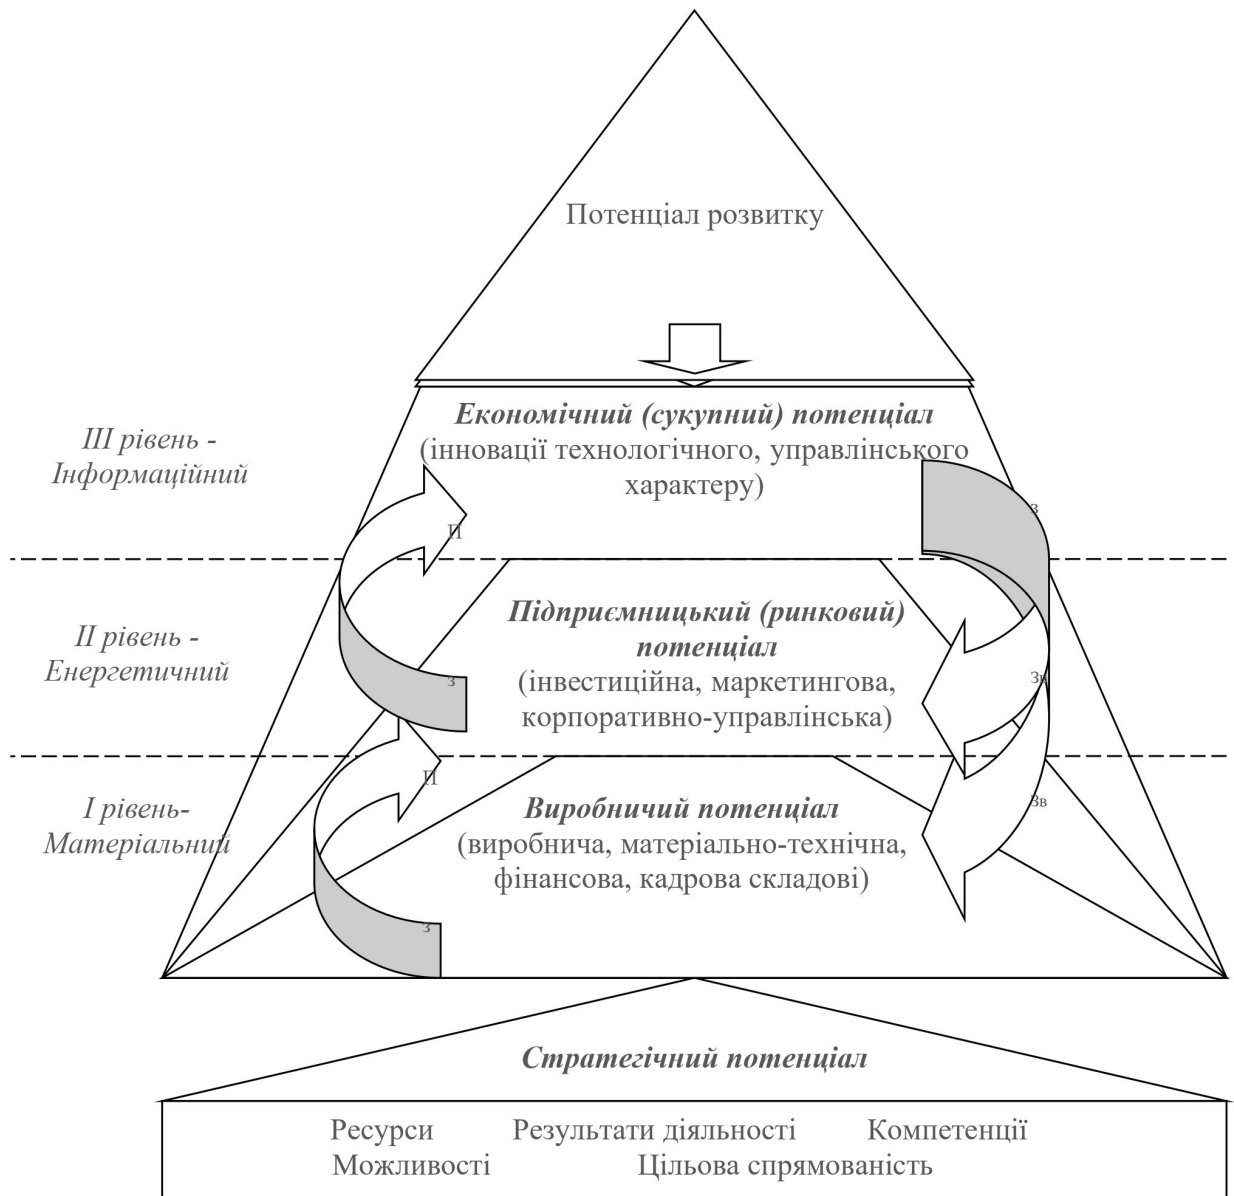 Потенціал розвитку
Економічний (сукупний) потенціал
(інновації технологічного, управлінського
характеру)
ІІІ рівень -
Інформаційний
П
з
Підприємницький (ринковий)
потенціал
(інвестиційна, маркетингова,
корпоративно-управлінська)
ІІ рівень -
Енергетичний
з
Зв
П
Виробничий потенціал
(виробнича, матеріально-технічна,
фінансова, кадрова складові)
І рівень-
Матеріальний
Зв
з
Стратегічний потенціал
Ресурси Результати діяльності Компетенції
Можливості Цільова спрямованість